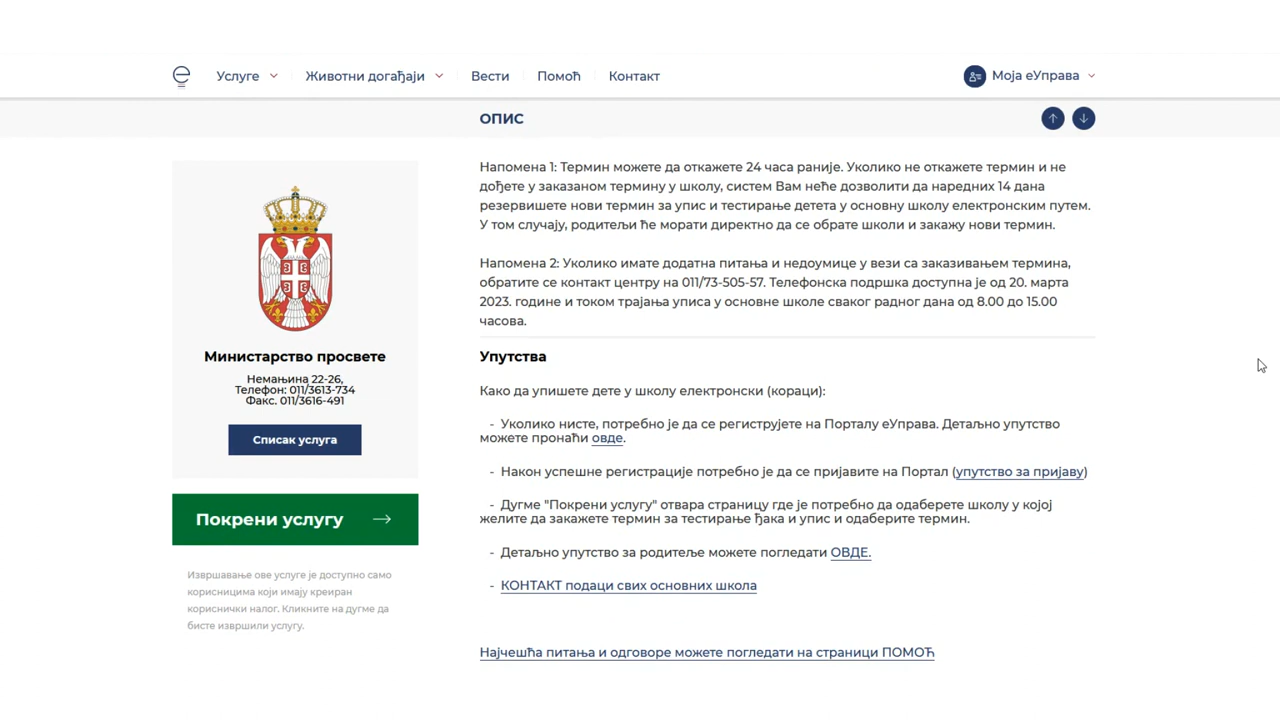 Услуге
Животни догађаји
Вести
Помоћ
Контакт
Моја еУправа
ОПИС
Министарство просвете
Немањина 22-26,
Телефон: 011/3613-734
Факс. 011/3616-491
Списак услуга
Покрени услугу
Извршавање ове услуге је доступно само
корисницима који имају креиран
кориснички налог. Кликните на дугме да
бисте извршили услугу.
Напомена 1: Термин можете да откажете 24 часа раније. Уколико не откажете термин и не
дођете у заказаном термину у школу, систем Вам неће дозволити да наредних 14 дана
резервишете нови термин за упис и тестирање детета у основну школу електронским путем.
У том случају, родитељи ће морати директно да се обрате школи и закажу нови термин.
Напомена 2: Уколико имате додатна питања и недоумице у вези са заказивањем термина,
обратите се контакт центру на 011/73-505-57. Телефонска подршка доступна је од 20. марта
2023. године и током трајања уписа у основне школе сваког радног дана од 8.00 до 15.00
часова.
Упутства
Како да упишете дете у школу електронски (кораци):
- Уколико нисте, потребно је да се региструјете на Порталу еУправа. Детаљно упутство
можете пронаћи овде.
- Након успешне регистрације потребно је да се пријавите на Портал (упутство за пријаву)
- Дугме "Покрени услугу" отвара страницу где је потребно да одаберете школу у којој
желите да закажете термин за тестирање ђака и упис и одаберите термин.
- Детаљно упутство за родитеље можете погледати ОВДЕ.
- КОНТАКТ подаци свих основних школа
Најчешћа питања и одговоре можете погледати на страници ПОМОЋ